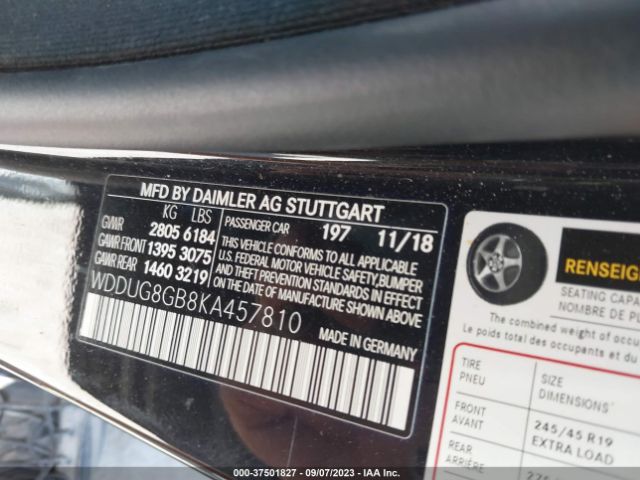 MFD BY DAIMLER AG STUTTGART
KG LBS
GVWR 2805 6184
GAWR FRONT 1395 3075
GAWR REAR 1460 3219
PASSENGER CAR 197 11/18
THIS VEHICLE CONFORMS TO ALL APPLICABLE
U.S. FEDERAL MOTOR VEHICLE SAFETY, BUMPER
AND THEFT PREVENTION STANDARDS IN EFFECT
ON THE DATE OF MANUFACTURE SHOWN ABOVE
WDDUG8GB8KA457810
MADE IN GERMANY
RENSEIG
SEATING CAPA
NOMBRE DE PL
The combined weight of occu
Le poids total des occupants et du
TIRE
PNEU
SIZE
DIMENSIONS
FRONT
AVANT
245/45 R19
EXTRA LOAD
REAR
ARRIÈRE
000-37501827 - 09/07/2023 - IAA Inc.